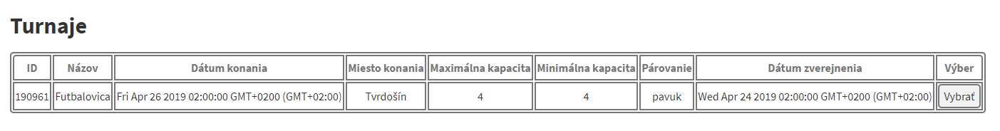 Turnaje
ID Názov Dátum konania Miesto konania Maximálna kapacita Minimálna kapacita Párovanie Dátum zverejnenia Výber
190961 Futbalovica Fri Apr 26 2019 02:00:00 GMT+0200 (GMT+02:00) Tvrdošín 4 4 pavuk Wed Apr 24 2019 02:00:00 GMT+0200 (GMT+02:00) Vybrať